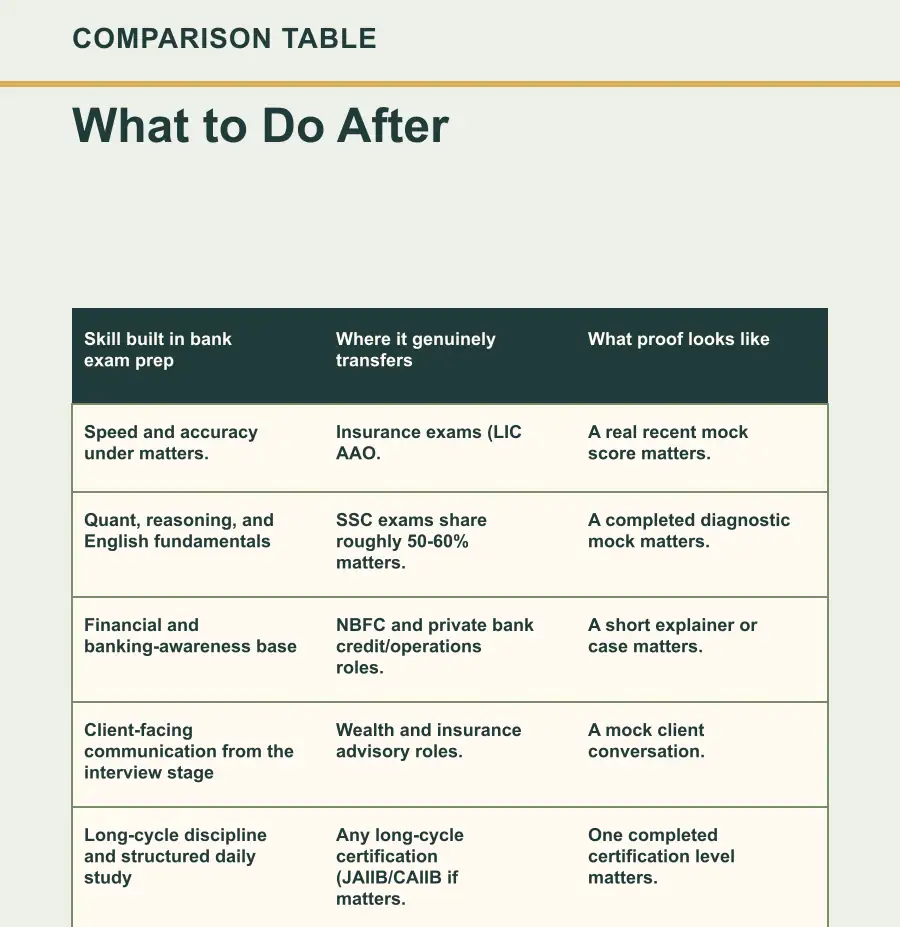 COMPARISON TABLE
What to Do After
Skill built in bank
exam prep
Where it genuinely
transfers
What proof looks like
Speed and accuracy
under matters.
Insurance exams (LIC
AAO.
A real recent mock
score matters.
Quant, reasoning, and
English fundamentals
SSC exams share
roughly 50-60%
matters.
A completed diagnostic
mock matters.
Financial and
banking-awareness base
NBFC and private bank
credit/operations
roles.
A short explainer or
case matters.
Client-facing
communication from the
interview stage
Wealth and insurance
advisory roles.
A mock client
conversation.
Long-cycle discipline
and structured daily
study
Any long-cycle
certification
(JAIIB/CAIIB if
matters.
One completed
certification level
matters.